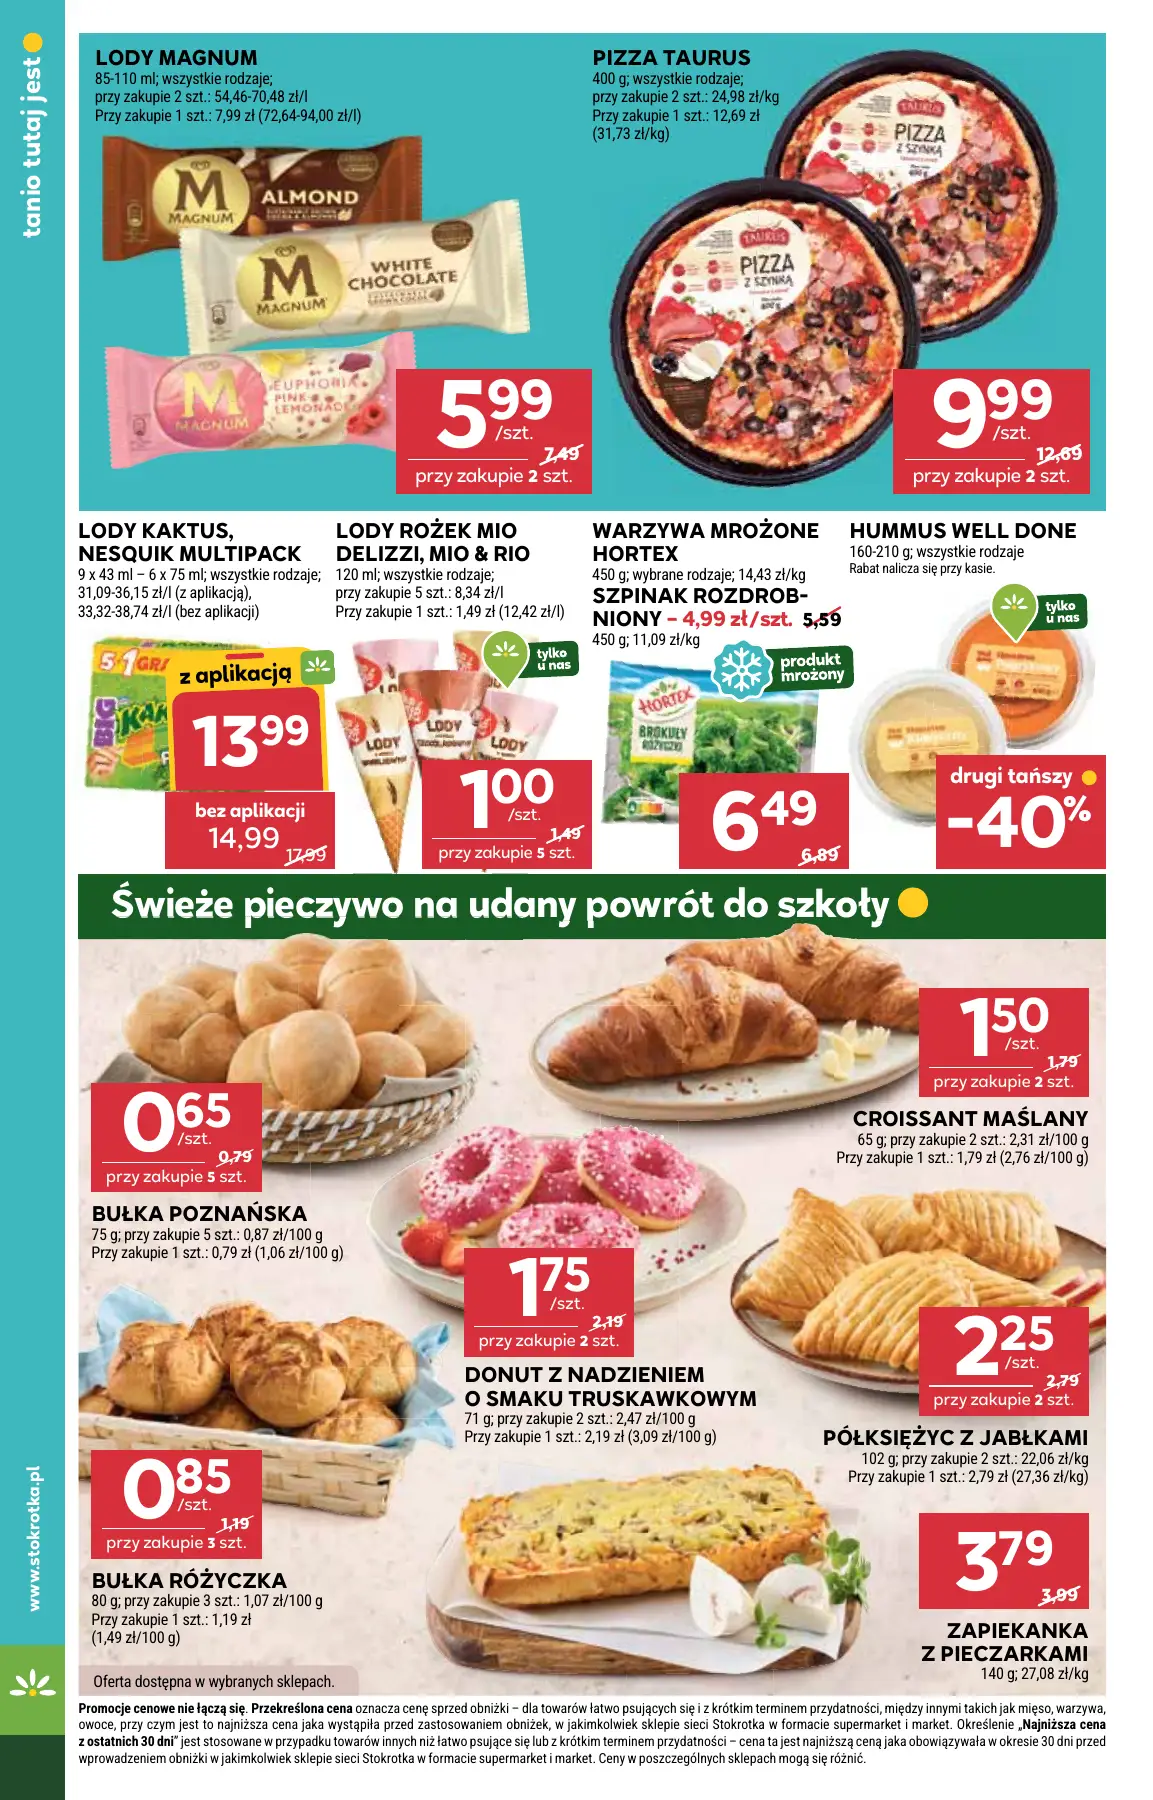 tanio tutaj jest
LODY MAGNUM
85-110 ml; wszystkie rodzaje;
przy zakupie 2 szt.: 54,46-70,48 zł/l
Przy zakupie 1 szt.: 7,99 zł (72,64-94,00 zł/l)
M
MAGNUM
ALMOND
M
MAGNUM
WHITE
CHOCOLATE
M
MAGNUM
EUPHORIA
PINK
LEMONADE
5 99
/szt.
7,49
przy zakupie 2 szt.
PIZZA TAURUS
400 g; wszystkie rodzaje;
przy zakupie 2 szt.: 24,98 zł/kg
Przy zakupie 1 szt.: 12,69 zł
(31,73 zł/kg)
TAURUS
PIZZA
Z SZYNKĄ
TAURUS
PIZZA
Z SZYNKĄ
9 99
/szt.
12,69
przy zakupie 2 szt.
LODY KAKTUS,
NESQUIK MULTIPACK
9 x 43 ml – 6 x 75 ml; wszystkie rodzaje;
31,09-36,15 zł/l (z aplikacją),
33,32-38,74 zł/l (bez aplikacji)
z aplikacją
BIG
13 99
bez aplikacji
14,99
17,99
LODY ROŻEK MIO
DELIZZI, MIO & RIO
120 ml; wszystkie rodzaje;
przy zakupie 5 szt.: 8,34 zł/l
Przy zakupie 1 szt.: 1,49 zł (12,42 zł/l)
tylko
u nas
LODY
LODY
LODY
1 00
/szt.
1,49
przy zakupie 5 szt.
WARZYWA MROŻONE
HORTEX
450 g; wybrane rodzaje; 14,43 zł/kg
SZPINAK ROZDROB-
NIONY – 4,99 zł/szt. 5,59
450 g; 11,09 zł/kg
produkt
mrożony
HORTEX
BROKUŁY
RÓŻYCZKI
6 49
6,89
HUMMUS WELL DONE
160-210 g; wszystkie rodzaje
Rabat nalicza się przy kasie.
tylko
u nas
drugi tańszy
-40%
Świeże pieczywo na udany powrót do szkoły
0 65
/szt.
0,79
przy zakupie 5 szt.
BUŁKA POZNAŃSKA
75 g; przy zakupie 5 szt.: 0,87 zł/100 g
Przy zakupie 1 szt.: 0,79 zł (1,06 zł/100 g)
1 50
/szt.
1,79
przy zakupie 2 szt.
CROISSANT MAŚLANY
65 g; przy zakupie 2 szt.: 2,31 zł/100 g
Przy zakupie 1 szt.: 1,79 zł (2,76 zł/100 g)
1 75
/szt.
2,19
przy zakupie 2 szt.
DONUT Z NADZIENIEM
O SMAKU TRUSKAWKOWYM
71 g; przy zakupie 2 szt.: 2,47 zł/100 g
Przy zakupie 1 szt.: 2,19 zł (3,09 zł/100 g)
2 25
/szt.
2,79
przy zakupie 2 szt.
PÓŁKSIĘŻYC Z JABŁKAMI
102 g; przy zakupie 2 szt.: 22,06 zł/kg
Przy zakupie 1 szt.: 2,79 zł (27,36 zł/kg)
0 85
/szt.
1,19
przy zakupie 3 szt.
BUŁKA RÓŻYCZKA
80 g; przy zakupie 3 szt.: 1,07 zł/100 g
Przy zakupie 1 szt.: 1,19 zł
(1,49 zł/100 g)
3 79
3,99
ZAPIEKANKA
Z PIECZARKAMI
140 g; 27,08 zł/kg
Oferta dostępna w wybranych sklepach.
www.stokrotka.pl
Promocje cenowe nie łączą się. Przekreślona cena oznacza cenę sprzed obniżki – dla towarów łatwo psujących się i z krótkim terminem przydatności, między innymi takich jak mięso, warzywa,
owoce, przy czym jest to najniższa cena jaka wystąpiła przed zastosowaniem obniżek, w jakimkolwiek sklepie sieci Stokrotka w formacie supermarket i market. Określenie „Najniższa cena
z ostatnich 30 dni” jest stosowane w przypadku towarów innych niż łatwo psujące się lub z krótkim terminem przydatności – cena ta jest najniższą ceną jaka obowiązywała w okresie 30 dni przed
wprowadzeniem obniżki w jakimkolwiek sklepie sieci Stokrotka w formacie supermarket i market. Ceny w poszczególnych sklepach mogą się różnić.